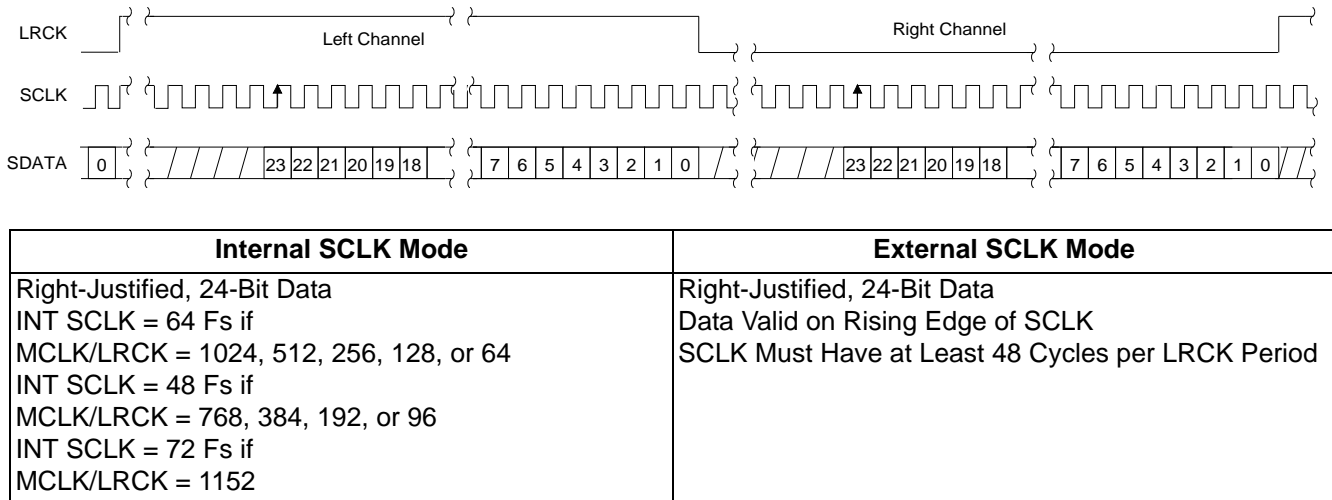 LRCK
Left Channel
Right Channel
SCLK
SDATA 0 23 22 21 20 19 18 7 6 5 4 3 2 1 0 23 22 21 20 19 18 7 6 5 4 3 2 1 0
Internal SCLK Mode
External SCLK Mode
Right-Justified, 24-Bit Data
INT SCLK = 64 Fs if
MCLK/LRCK = 1024, 512, 256, 128, or 64
INT SCLK = 48 Fs if
MCLK/LRCK = 768, 384, 192, or 96
INT SCLK = 72 Fs if
MCLK/LRCK = 1152
Right-Justified, 24-Bit Data
Data Valid on Rising Edge of SCLK
SCLK Must Have at Least 48 Cycles per LRCK Period